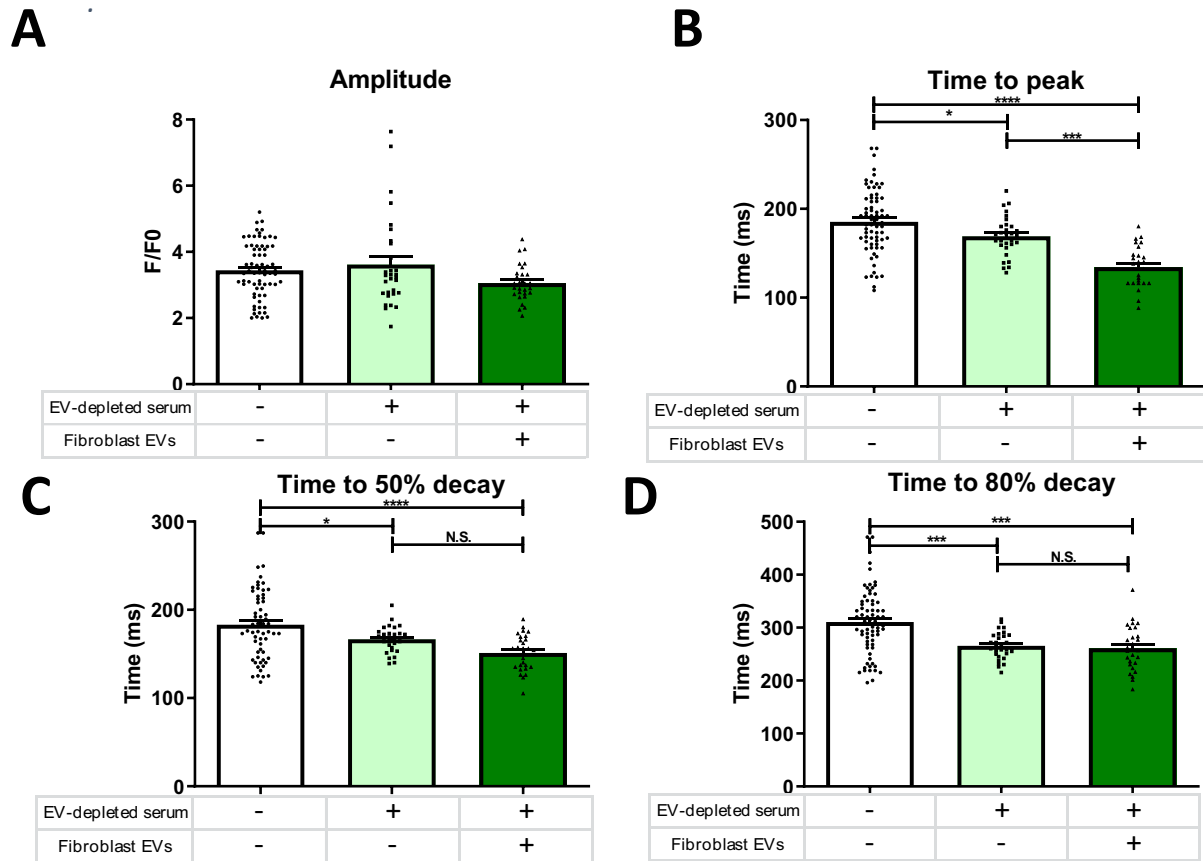 A
Amplitude
F/F0
8
6
4
2
0
EV-depleted serum - + +
Fibroblast EVs - - +
B
Time to peak
****
*
***
Time (ms)
300
200
100
0
EV-depleted serum - + +
Fibroblast EVs - - +
C
Time to 50% decay
****
*
N.S.
Time (ms)
300
200
100
0
EV-depleted serum - + +
Fibroblast EVs - - +
D
Time to 80% decay
***
***
N.S.
Time (ms)
500
400
300
200
100
0
EV-depleted serum - + +
Fibroblast EVs - - +